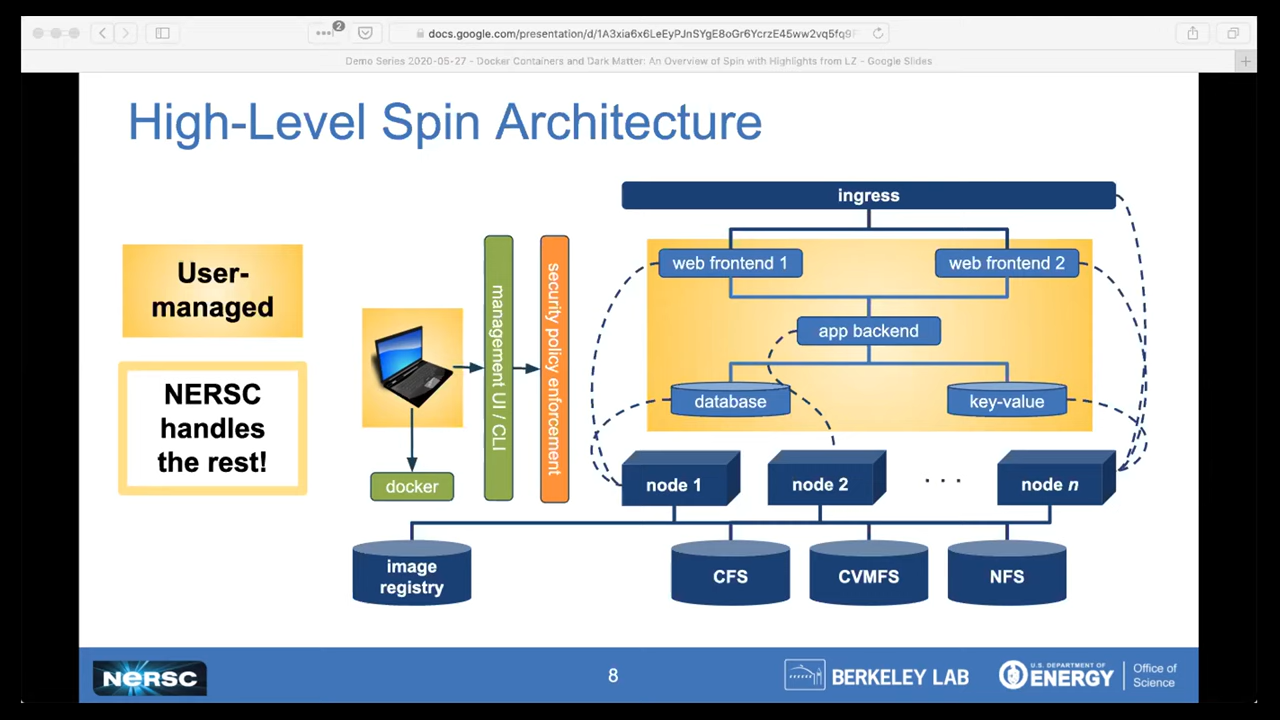 2
docs.google.com/presentation/d/1A3xia6x6LeEyPJnSYgE8oGr6YcrzE45ww2vq5fq9F
Demo Series 2020-05-27 - Docker Containers and Dark Matter: An Overview of Spin with Highlights from LZ - Google Slides
High-Level Spin Architecture
User-
managed
NERSC
handles
the rest!
docker
management UI / CLI
security policy enforcement
ingress
web frontend 1
web frontend 2
app backend
database
key-value
node 1
node 2
. . .
node n
image
registry
CFS
CVMFS
NFS
NERSC
8
BERKELEY LAB
U.S. DEPARTMENT OF
ENERGY
Office of
Science